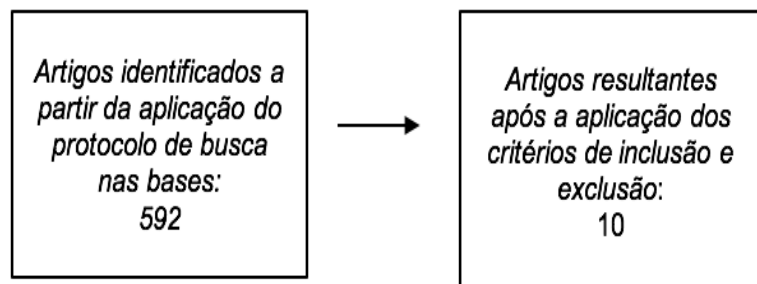 Artigos identificados a
partir da aplicação do
protocolo de busca
nas bases:
592
Artigos resultantes
após a aplicação dos
critérios de inclusão e
exclusão:
10